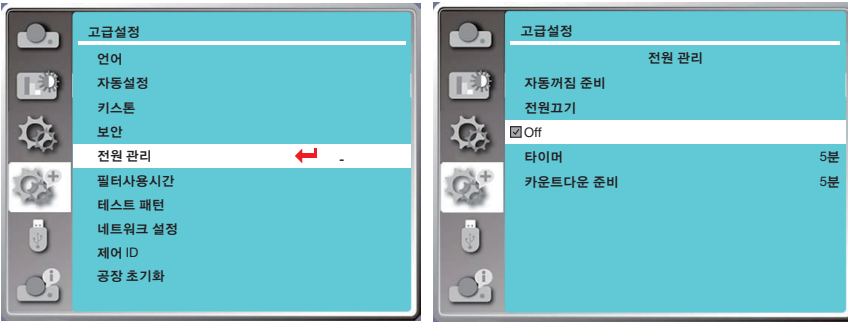 고급설정
언어
자동설정
키스톤
보안
전원 관리
필터사용시간
테스트 패턴
네트워크 설정
제어 ID
공장 초기화
고급설정
전원 관리
자동꺼짐 준비
전원끄기
Off
타이머 5분
카운트다운 준비 5분